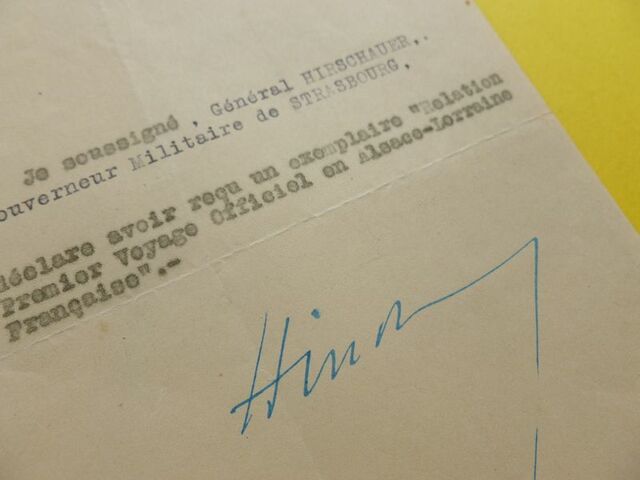 Je soussigné, Général HIRSCHAUER,.
ouverneur Militaire de STRASBOURG,
déclare avoir reçu un exemplaire "Relation
Premier Voyage Officiel en Alsace-Lorraine
Française".-